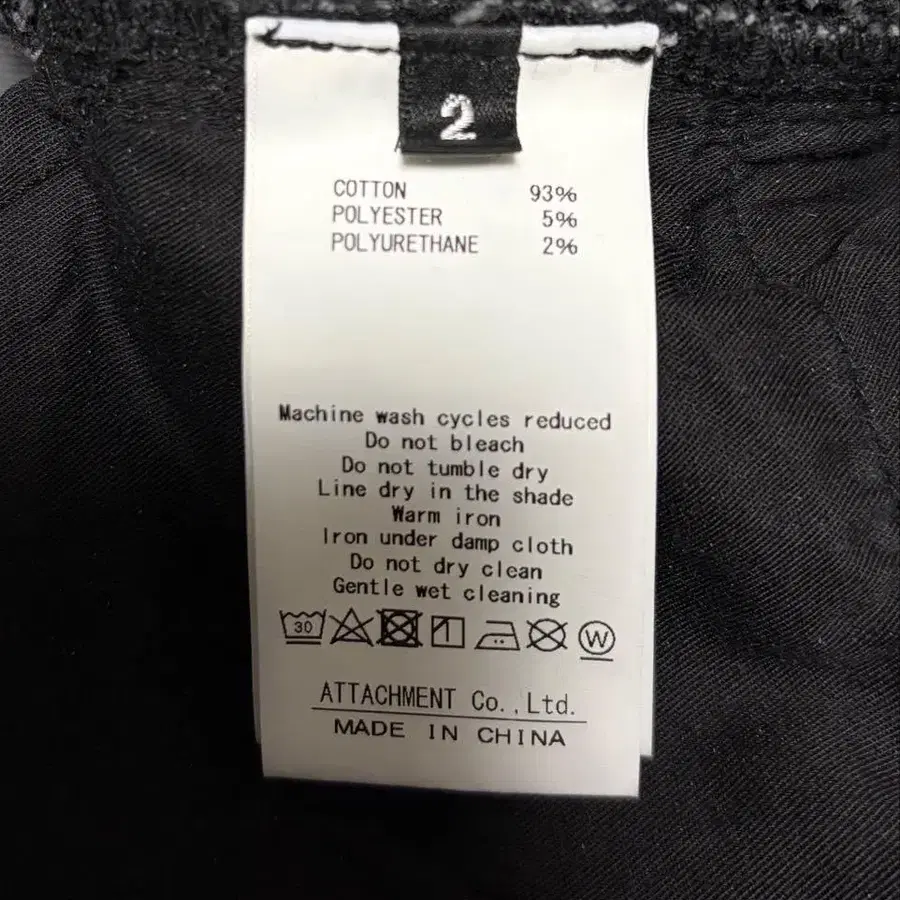 2
COTTON 93%
POLYESTER 5%
POLYURETHANE 2%
Machine wash cycles reduced
Do not bleach
Do not tumble dry
Line dry in the shade
Warm iron
Iron under damp cloth
Do not dry clean
Gentle wet cleaning
30 W
ATTACHMENT Co.,Ltd.
MADE IN CHINA